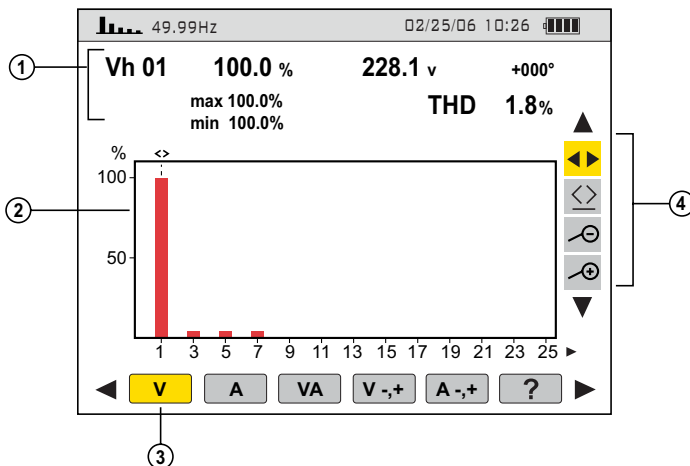 49.99Hz 02/25/06 10:26
1 Vh 01 100.0 % 228.1 v +000°
max 100.0% THD 1.8%
min 100.0%
% <>
100
2
4
50
1 3 5 7 9 11 13 15 17 19 21 23 25
V A VA V -,+ A -,+ ?
3